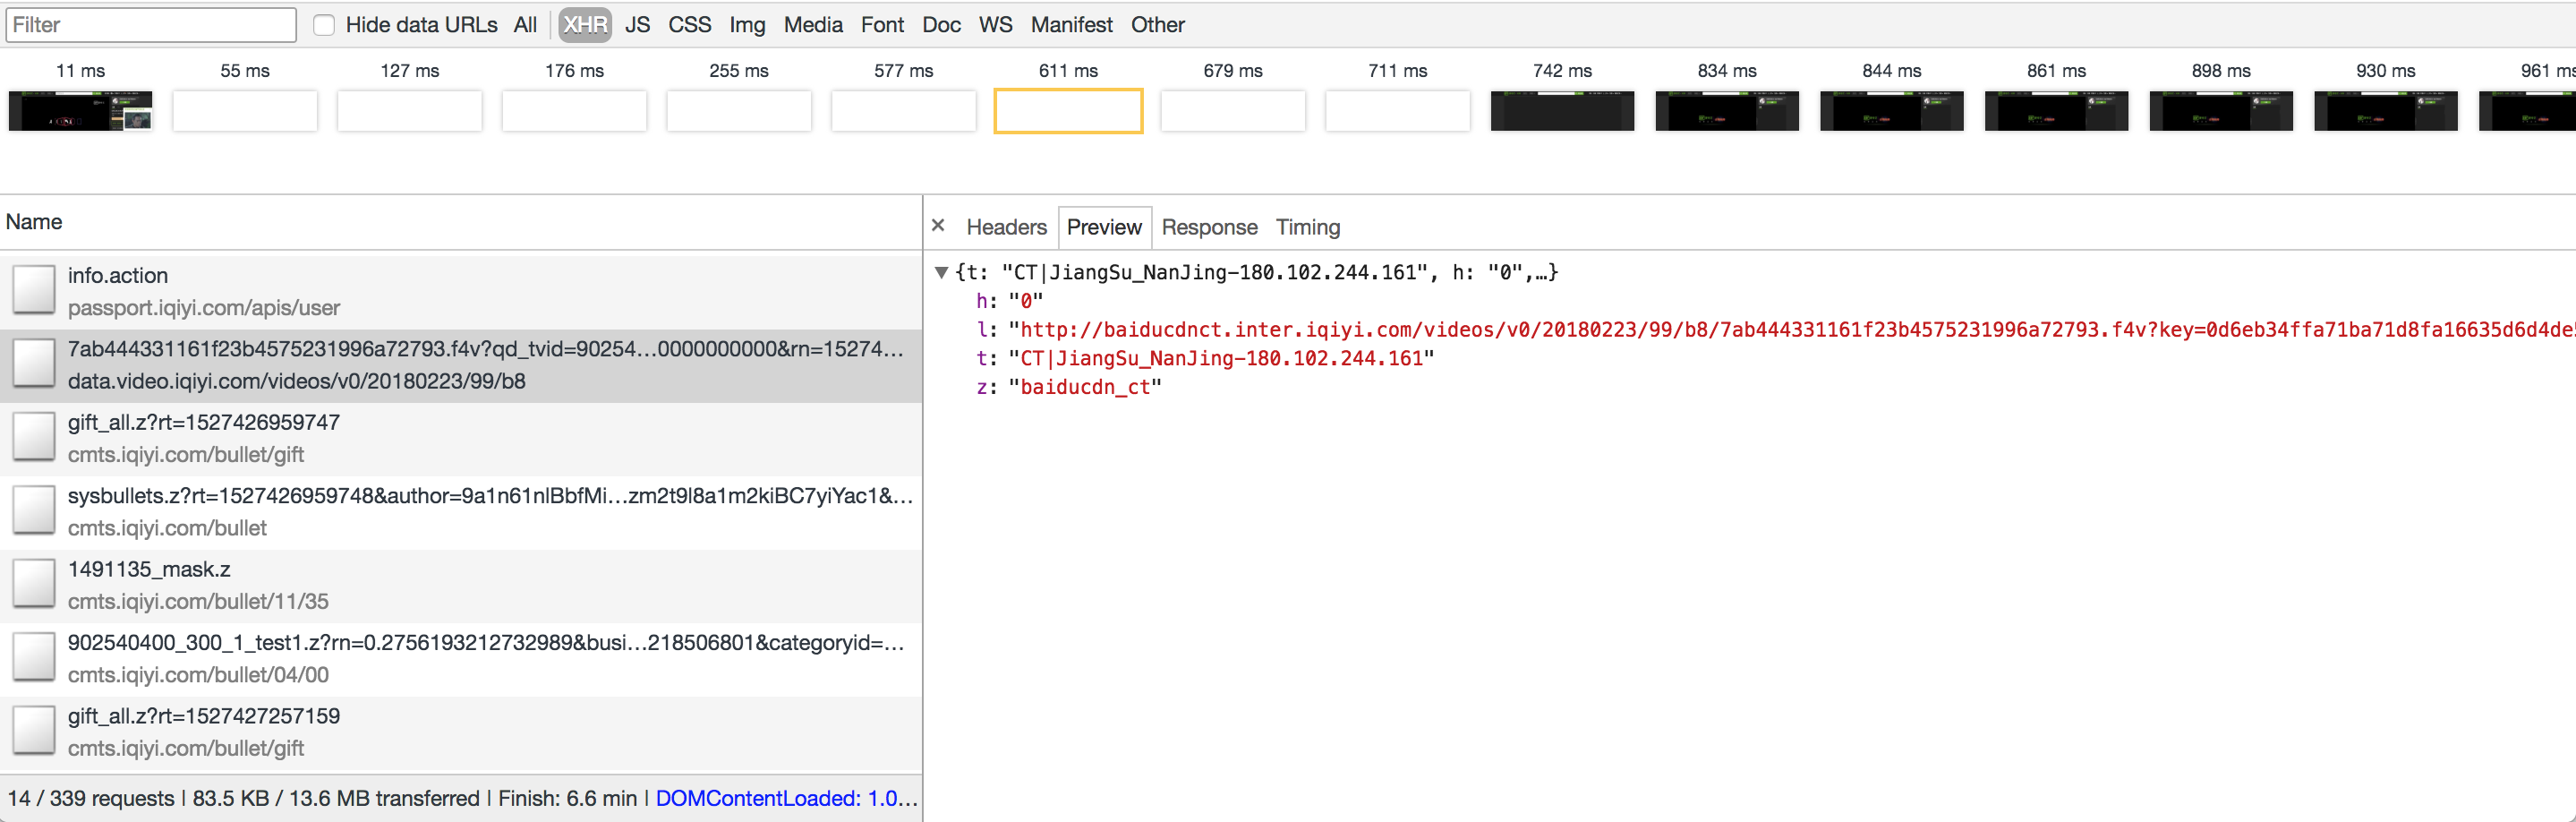 Filter Hide data URLs All XHR JS CSS Img Media Font Doc WS Manifest Other
11 ms 55 ms 127 ms 176 ms 255 ms 577 ms 611 ms 679 ms 711 ms 742 ms 834 ms 844 ms 861 ms 898 ms 930 ms 961 ms
Name
info.action
passport.iqiyi.com/apis/user
7ab444331161f23b4575231996a72793.f4v?qd_tvid=90254…0000000000&rn=15274…
data.video.iqiyi.com/videos/v0/20180223/99/b8
gift_all.z?rt=1527426959747
cmts.iqiyi.com/bullet/gift
sysbullets.z?rt=1527426959748&author=9a1n61nlBbfMi…zm2t9l8a1m2kiBC7yiYac1&…
cmts.iqiyi.com/bullet
1491135_mask.z
cmts.iqiyi.com/bullet/11/35
902540400_300_1_test1.z?rn=0.2756193212732989&busi…218506801&categoryid=…
cmts.iqiyi.com/bullet/04/00
gift_all.z?rt=1527427257159
cmts.iqiyi.com/bullet/gift
14 / 339 requests | 83.5 KB / 13.6 MB transferred | Finish: 6.6 min | DOMContentLoaded: 1.0…
× Headers Preview Response Timing
▼{t: "CT|JiangSu_NanJing-180.102.244.161", h: "0",…}
h: "0"
l: "http://baiducdnct.inter.iqiyi.com/videos/v0/20180223/99/b8/7ab444331161f23b4575231996a72793.f4v?key=0d6eb34ffa71ba71d8fa16635d6d4de
t: "CT|JiangSu_NanJing-180.102.244.161"
z: "baiducdn_ct"